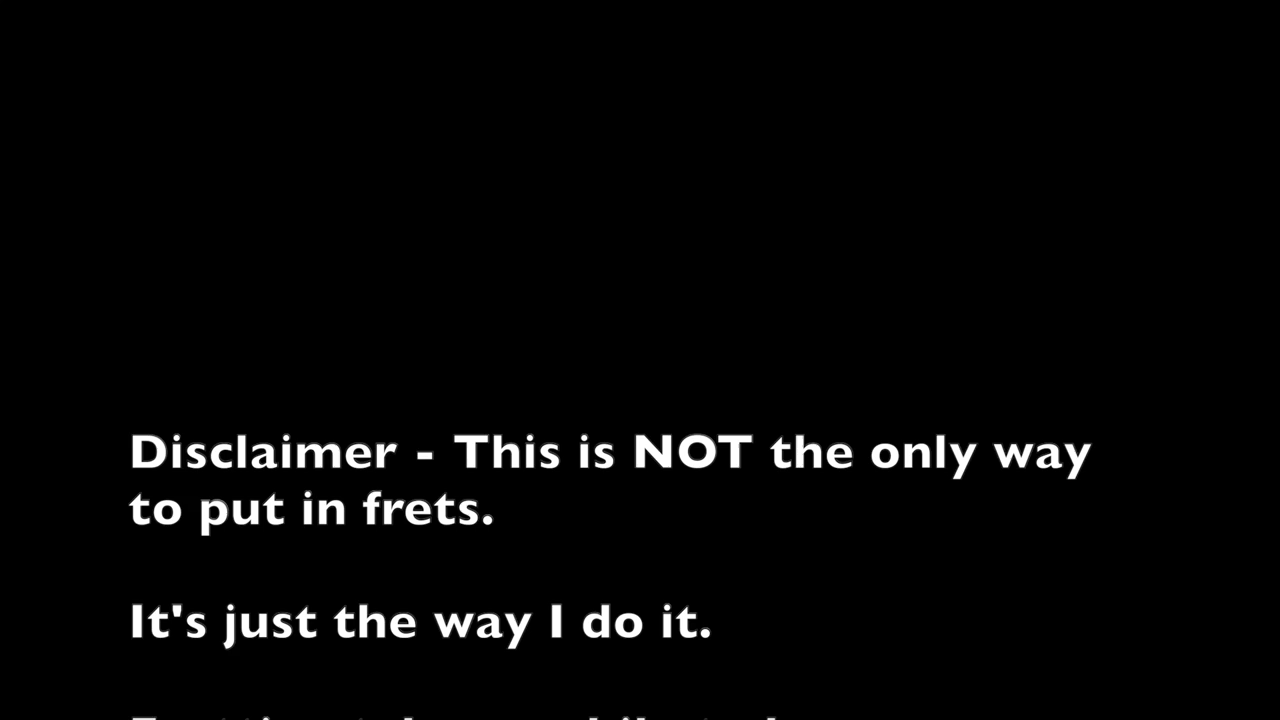 Disclaimer - This is NOT the only way
to put in frets.
It's just the way I do it.